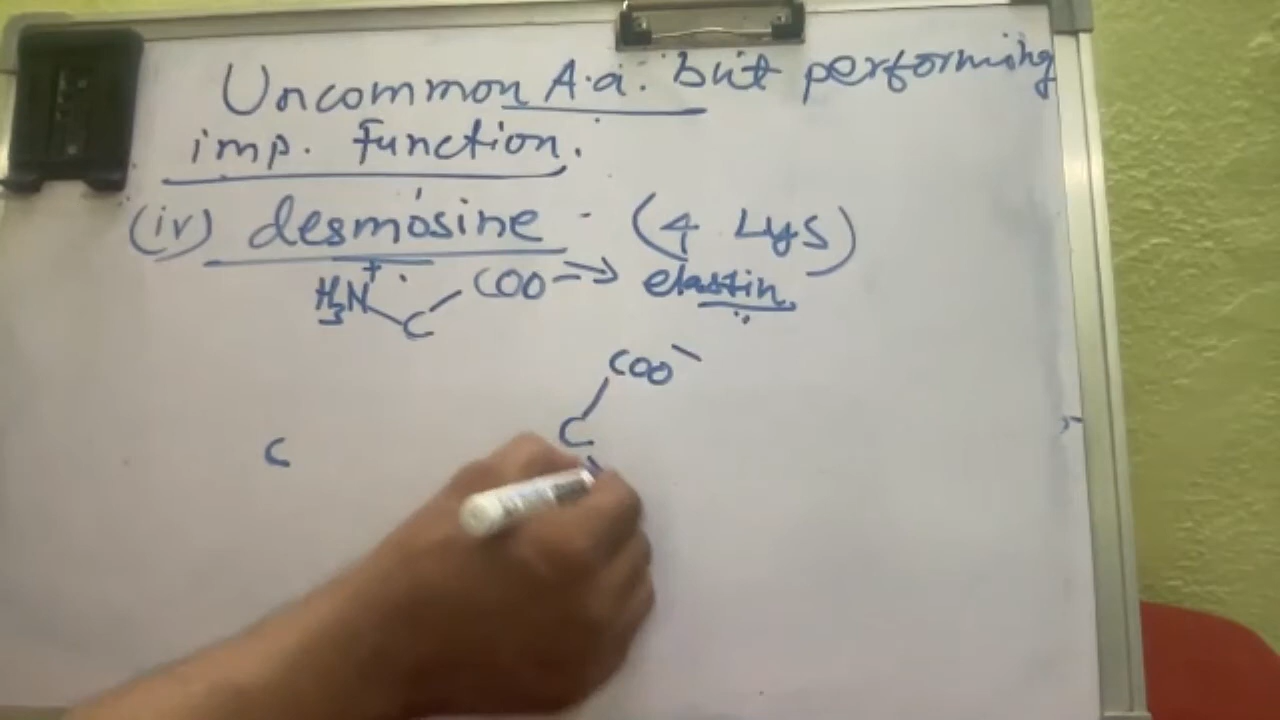 Uncommon A.a. but performing
imp. function.
(iv) desmosine (4 Lys)
H3N+ C COO- → elastin
COO-
C
C